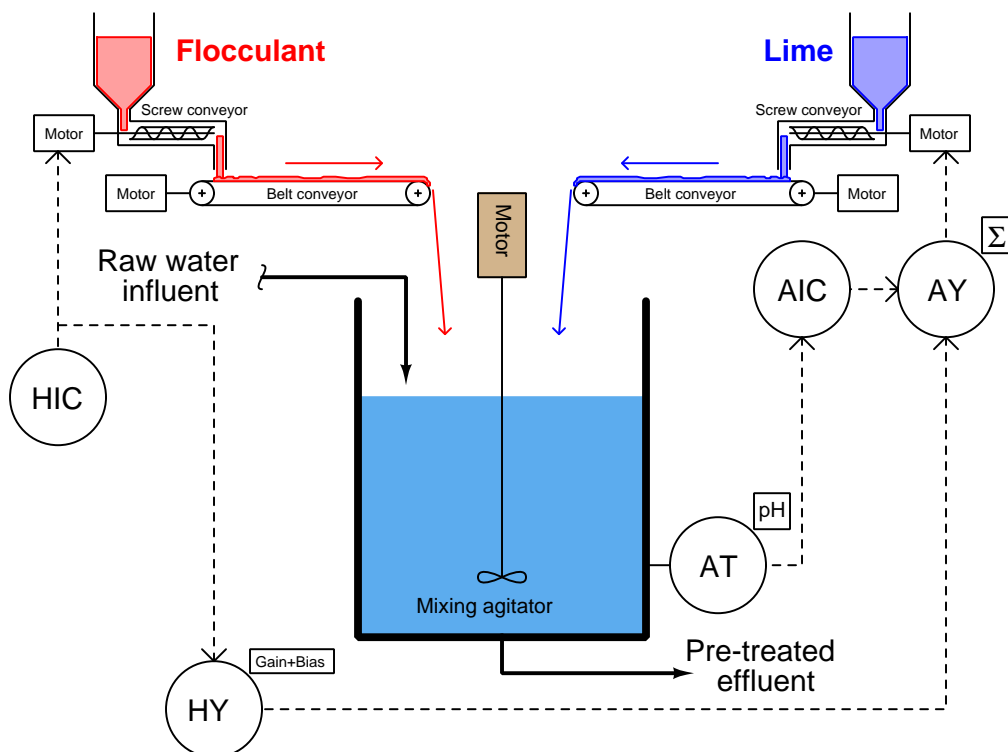 Flocculant
Lime
Screw conveyor
Screw conveyor
Motor
Motor
Motor
Belt conveyor
Belt conveyor
Motor
Motor
Σ
Raw water
influent
AIC
AY
HIC
pH
AT
Mixing agitator
Gain+Bias
Pre-treated
effluent
HY